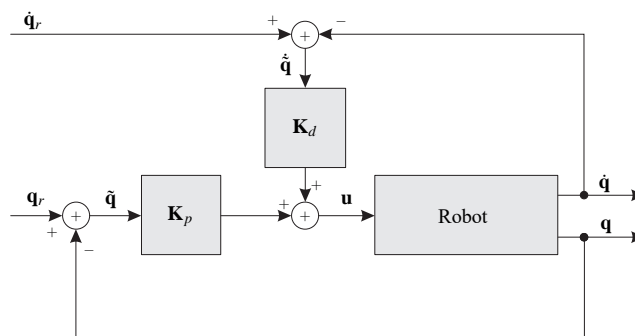 q̇ᵣ
+
+
−
q̃̇
K_d
+
q̇
qᵣ
+
+
−
q̃
K_p
+
+
u
Robot
q